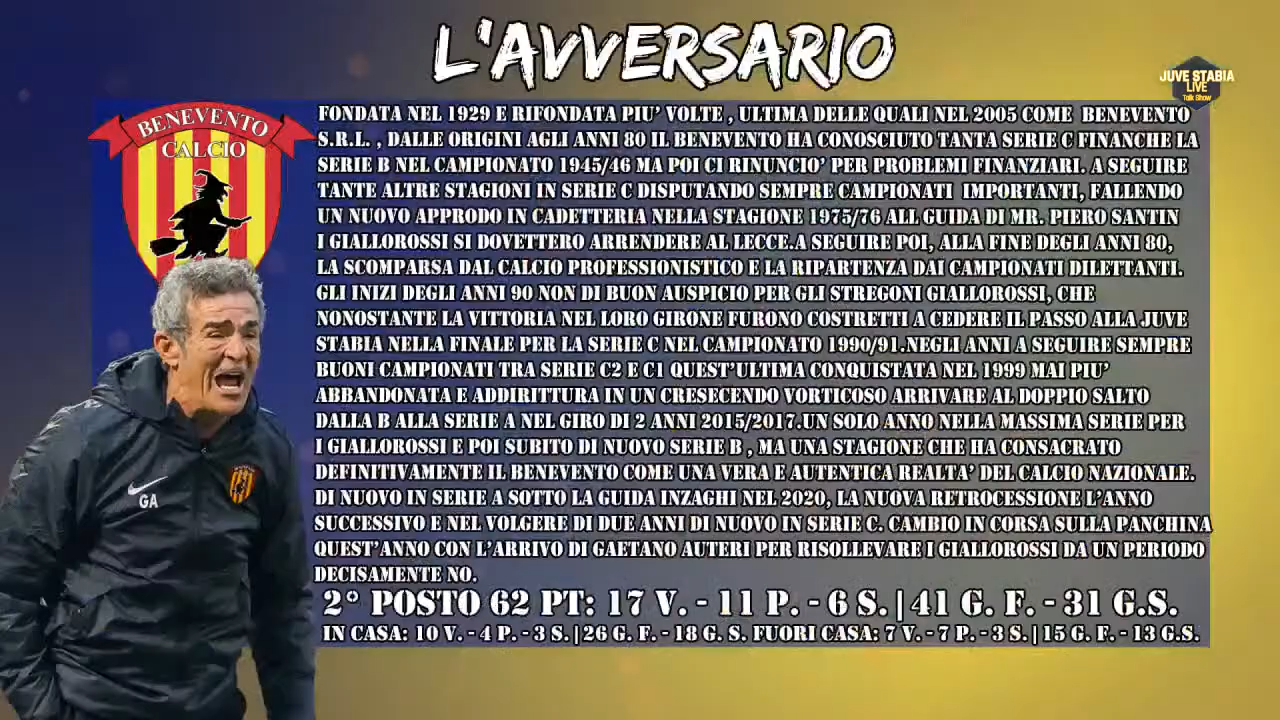 L'AVVERSARIO
JUVE STABIA
LIVE
Talk Show
BENEVENTO
CALCIO
FONDATA NEL 1929 E RIFONDATA PIU' VOLTE , ULTIMA DELLE QUALI NEL 2005 COME BENEVENTO
S.R.L. , DALLE ORIGINI AGLI ANNI 80 IL BENEVENTO HA CONOSCIUTO TANTA SERIE C FINANCHE LA
SERIE B NEL CAMPIONATO 1945/46 MA POI CI RINUNCIO' PER PROBLEMI FINANZIARI. A SEGUIRE
TANTE ALTRE STAGIONI IN SERIE C DISPUTANDO SEMPRE CAMPIONATI IMPORTANTI, FALLENDO
UN NUOVO APPRODO IN CADETTERIA NELLA STAGIONE 1975/76 ALL GUIDA DI MR. PIERO SANTIN
I GIALLOROSSI SI DOVETTERO ARRENDERE AL LECCE.A SEGUIRE POI, ALLA FINE DEGLI ANNI 80,
LA SCOMPARSA DAL CALCIO PROFESSIONISTICO E LA RIPARTENZA DAI CAMPIONATI DILETTANTI.
GLI INIZI DEGLI ANNI 90 NON DI BUON AUSPICIO PER GLI STREGONI GIALLOROSSI, CHE
NONOSTANTE LA VITTORIA NEL LORO GIRONE FURONO COSTRETTI A CEDERE IL PASSO ALLA JUVE
STABIA NELLA FINALE PER LA SERIE C NEL CAMPIONATO 1990/91.NEGLI ANNI A SEGUIRE SEMPRE
BUONI CAMPIONATI TRA SERIE C2 E C1 QUEST'ULTIMA CONQUISTATA NEL 1999 MAI PIU'
ABBANDONATA E ADDIRITTURA IN UN CRESECENDO VORTICOSO ARRIVARE AL DOPPIO SALTO
DALLA B ALLA SERIE A NEL GIRO DI 2 ANNI 2015/2017.UN SOLO ANNO NELLA MASSIMA SERIE PER
I GIALLOROSSI E POI SUBITO DI NUOVO SERIE B , MA UNA STAGIONE CHE HA CONSACRATO
DEFINITIVAMENTE IL BENEVENTO COME UNA VERA E AUTENTICA REALTA' DEL CALCIO NAZIONALE.
DI NUOVO IN SERIE A SOTTO LA GUIDA INZAGHI NEL 2020, LA NUOVA RETROCESSIONE L'ANNO
SUCCESSIVO E NEL VOLGERE DI DUE ANNI DI NUOVO IN SERIE C. CAMBIO IN CORSA SULLA PANCHINA
QUEST'ANNO CON L'ARRIVO DI GAETANO AUTERI PER RISOLLEVARE I GIALLOROSSI DA UN PERIODO
DECISAMENTE NO.
2° POSTO 62 PT: 17 V. - 11 P. - 6 S.|41 G. F. - 31 G.S.
IN CASA: 10 V. - 4 P. - 3 S.|26 G. F. - 18 G. S. FUORI CASA: 7 V. - 7 P. - 3 S.|15 G. F. - 13 G.S.
GA